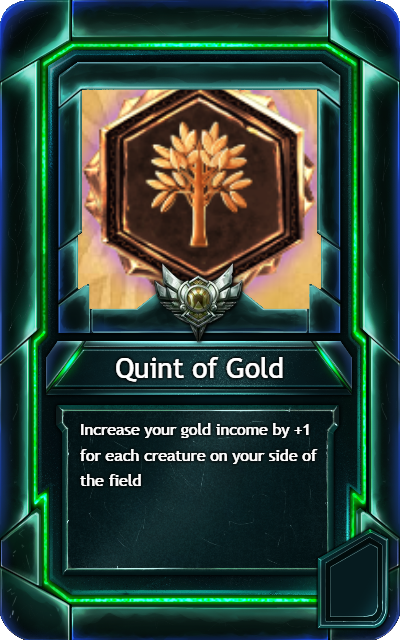 Quint of Gold
Increase your gold income by +1
for each creature on your side of
the field